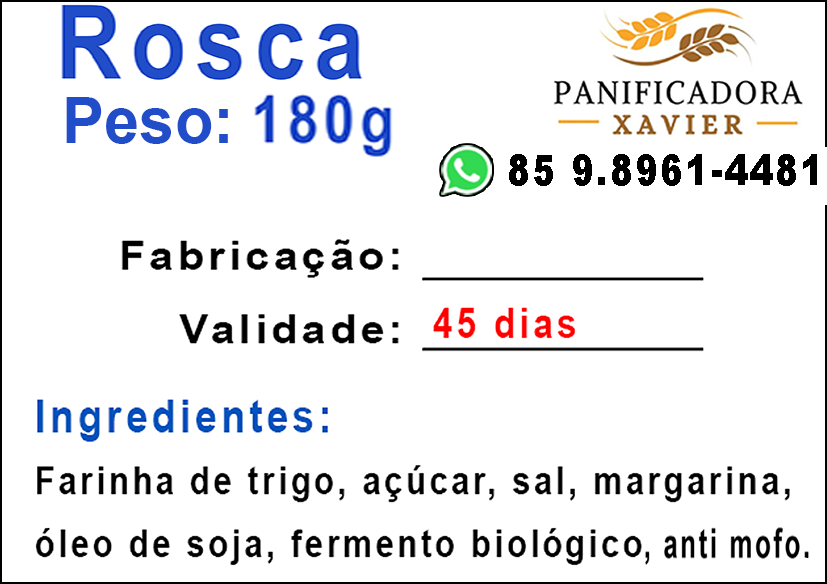 Rosca
Peso: 180g
PANIFICADORA
XAVIER
85 9.8961-4481
Fabricação:
Validade: 45 dias
Ingredientes:
Farinha de trigo, açúcar, sal, margarina,
óleo de soja, fermento biológico, anti mofo.